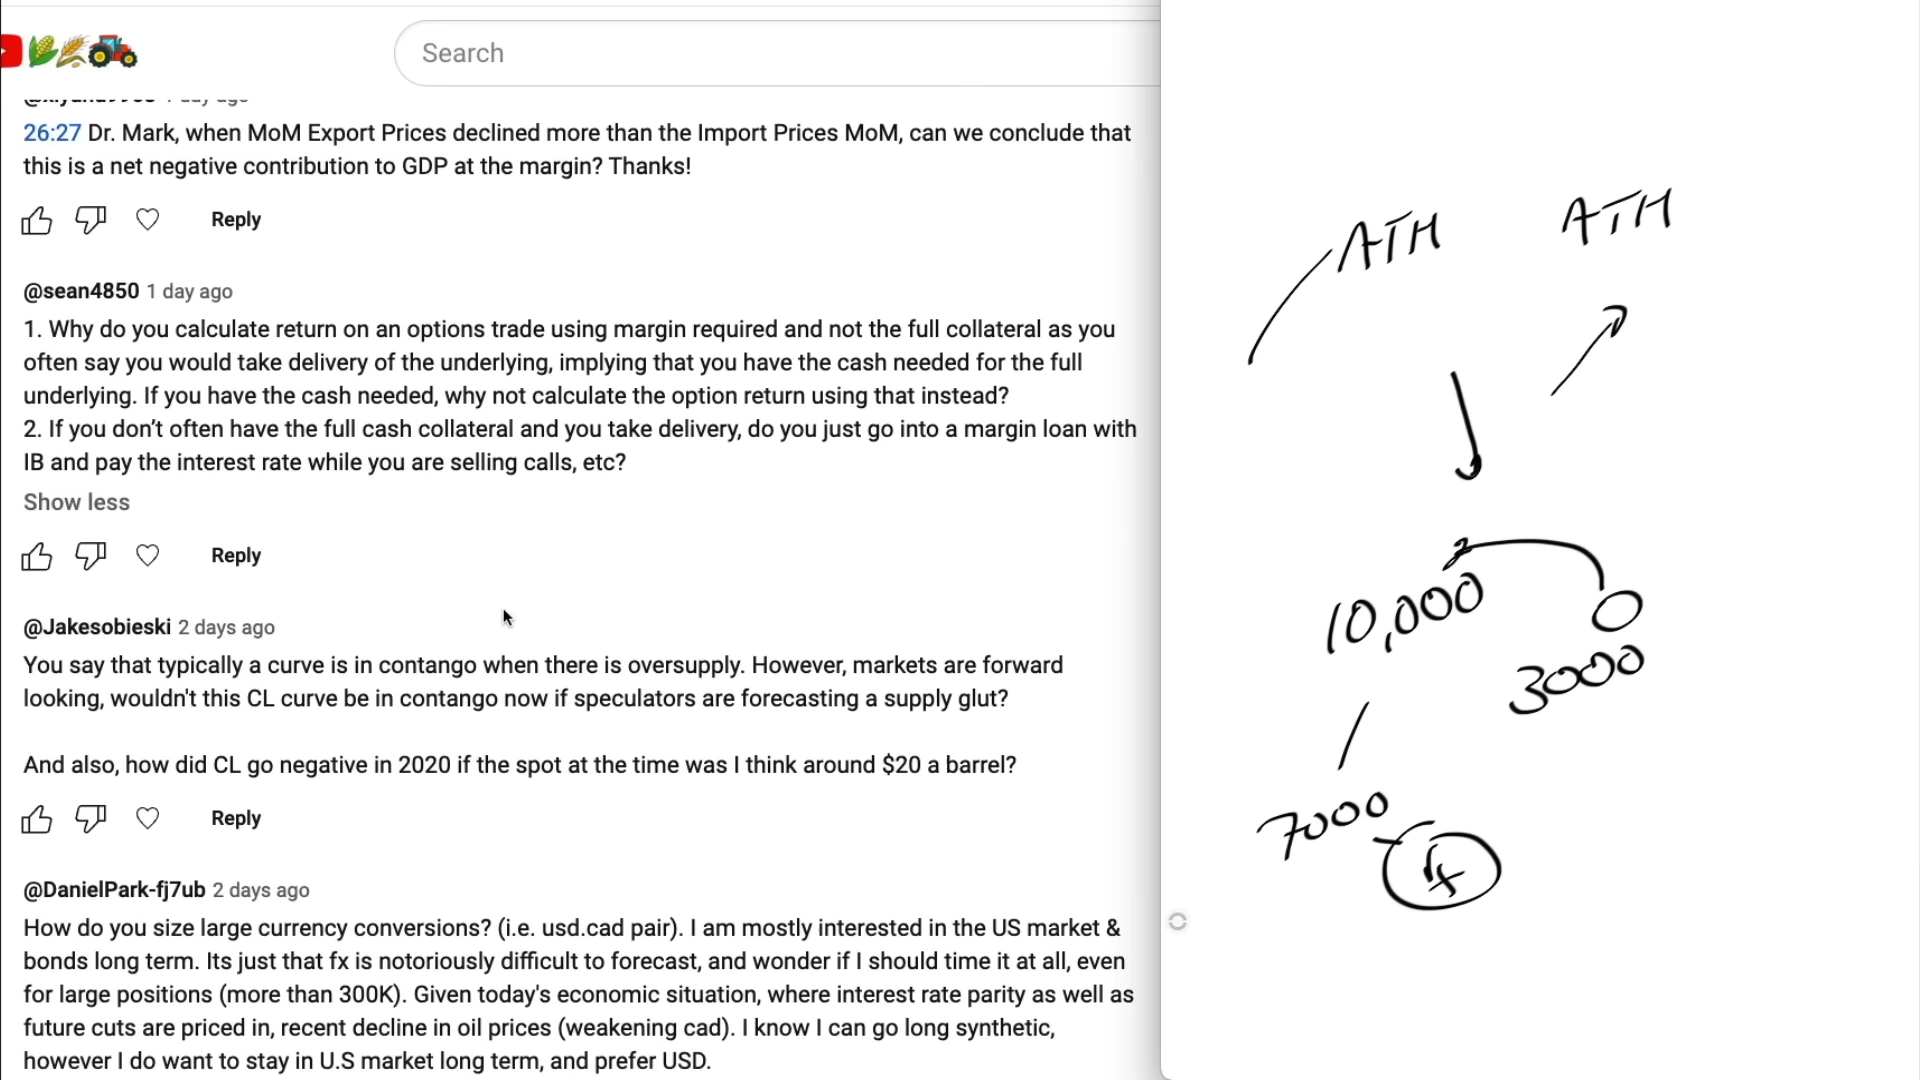 Search
26:27 Dr. Mark, when MoM Export Prices declined more than the Import Prices MoM, can we conclude that
this is a net negative contribution to GDP at the margin? Thanks!
Reply
@sean4850 1 day ago
1. Why do you calculate return on an options trade using margin required and not the full collateral as you
often say you would take delivery of the underlying, implying that you have the cash needed for the full
underlying. If you have the cash needed, why not calculate the option return using that instead?
2. If you don’t often have the full cash collateral and you take delivery, do you just go into a margin loan with
IB and pay the interest rate while you are selling calls, etc?
Show less
Reply
@Jakesobieski 2 days ago
You say that typically a curve is in contango when there is oversupply. However, markets are forward
looking, wouldn't this CL curve be in contango now if speculators are forecasting a supply glut?
And also, how did CL go negative in 2020 if the spot at the time was I think around $20 a barrel?
Reply
@DanielPark-fj7ub 2 days ago
How do you size large currency conversions? (i.e. usd.cad pair). I am mostly interested in the US market &
bonds long term. Its just that fx is notoriously difficult to forecast, and wonder if I should time it at all, even
for large positions (more than 300K). Given today's economic situation, where interest rate parity as well as
future cuts are priced in, recent decline in oil prices (weakening cad). I know I can go long synthetic,
however I do want to stay in U.S market long term, and prefer USD.
ATH
ATH
10,000
3000
7000